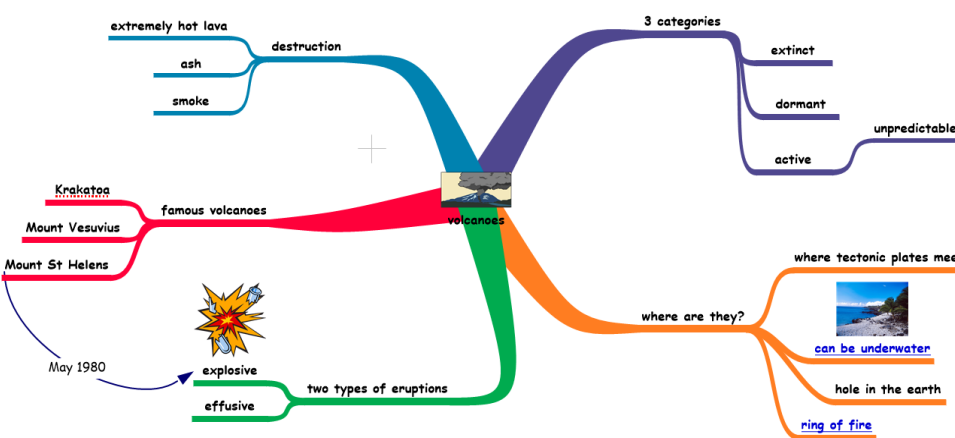 extremely hot lava
destruction
ash
smoke
3 categories
extinct
dormant
active
unpredictable
volcanoes
Krakatoa
famous volcanoes
Mount Vesuvius
Mount St Helens
May 1980
explosive
two types of eruptions
effusive
where are they?
where tectonic plates mee
can be underwater
hole in the earth
ring of fire